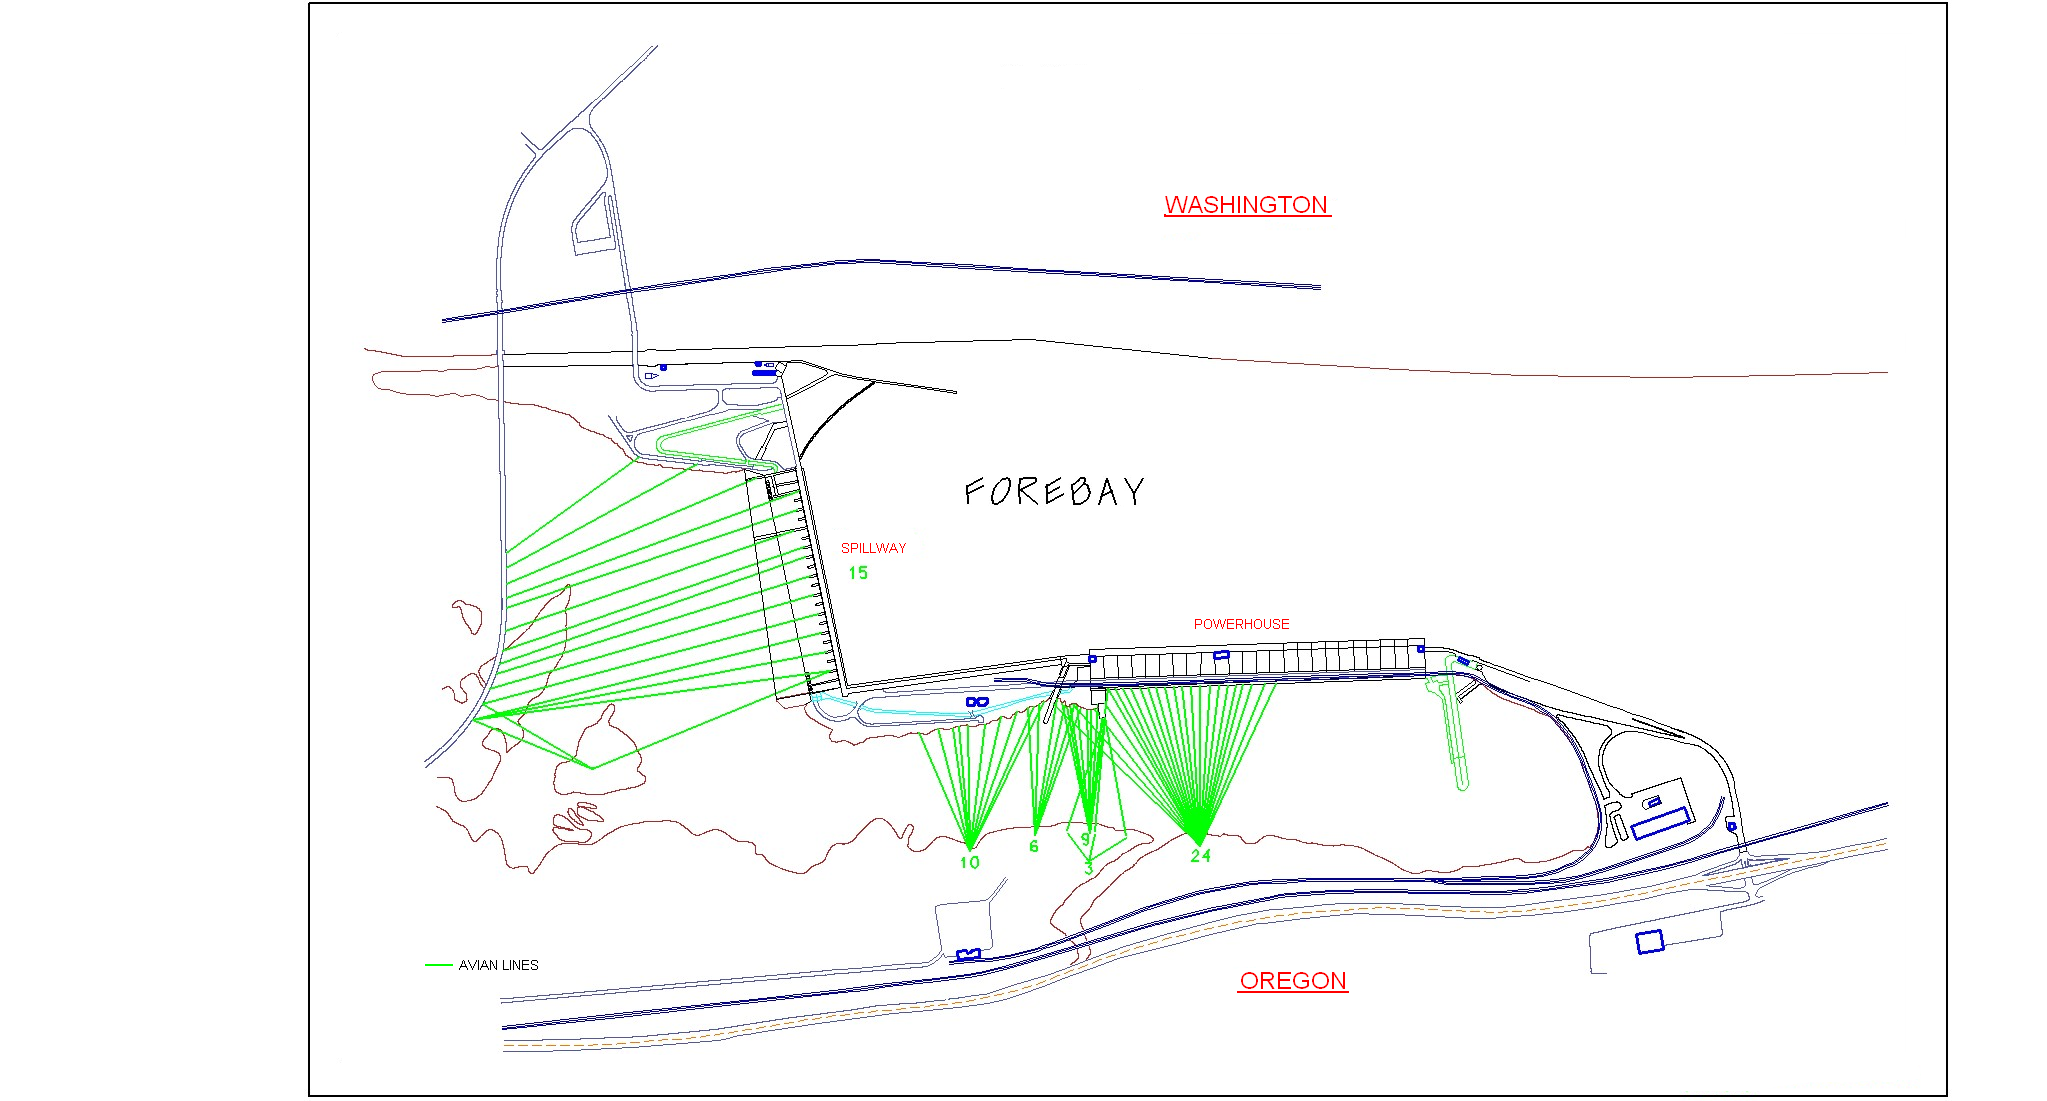 WASHINGTON
FOREBAY
SPILLWAY
15
POWERHOUSE
10
6
9
3
24
AVIAN LINES
OREGON